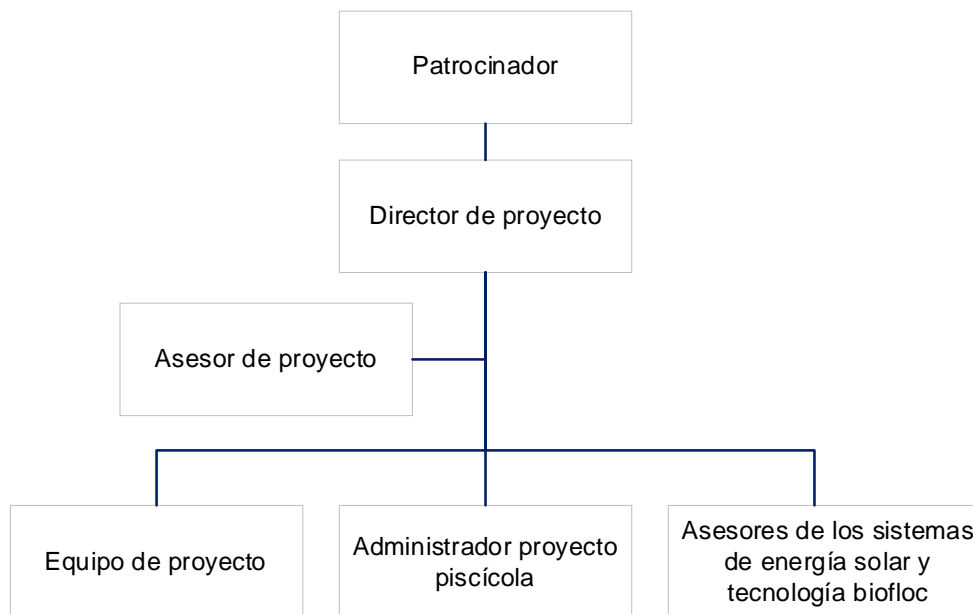 Patrocinador
Director de proyecto
Asesor de proyecto
Equipo de proyecto
Administrador proyecto
piscícola
Asesores de los sistemas
de energía solar y
tecnología biofloc